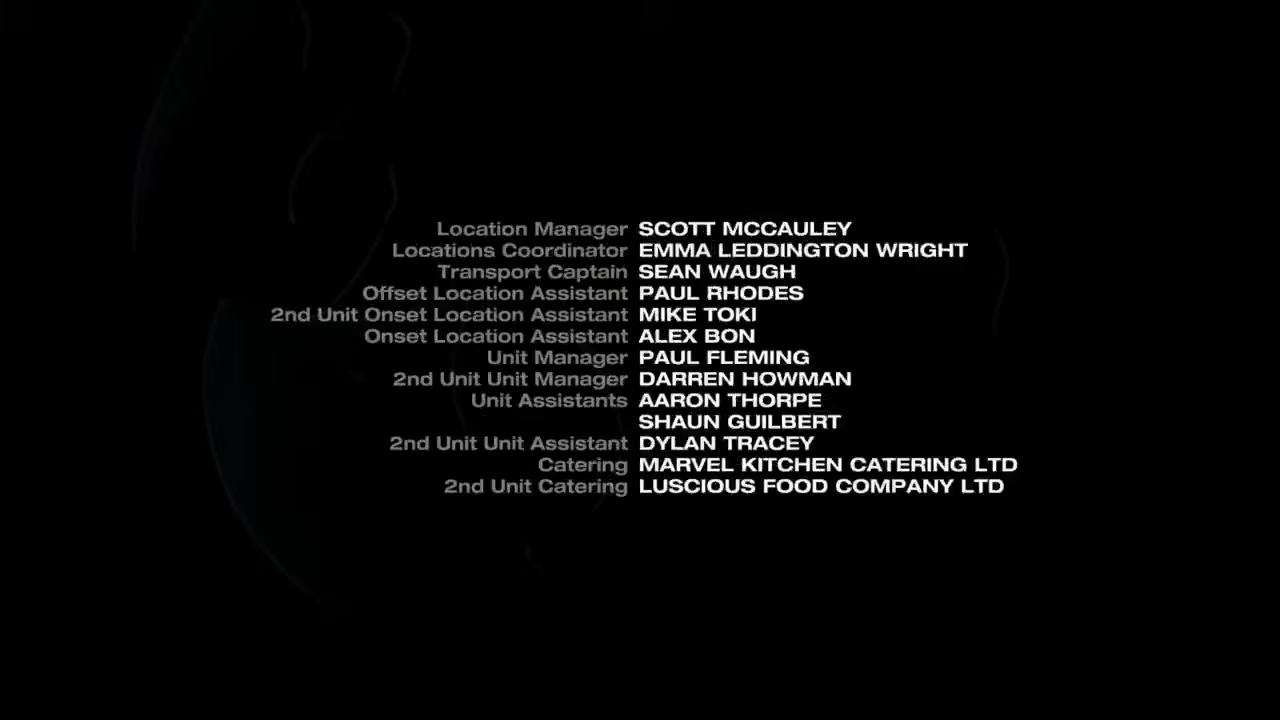 Location Manager SCOTT MCCAULEY
Locations Coordinator EMMA LEDDINGTON WRIGHT
Transport Captain SEAN WAUGH
Offset Location Assistant PAUL RHODES
2nd Unit Onset Location Assistant MIKE TOKI
Onset Location Assistant ALEX BON
Unit Manager PAUL FLEMING
2nd Unit Unit Manager DARREN HOWMAN
Unit Assistants AARON THORPE
SHAUN GUILBERT
2nd Unit Unit Assistant DYLAN TRACEY
Catering MARVEL KITCHEN CATERING LTD
2nd Unit Catering LUSCIOUS FOOD COMPANY LTD